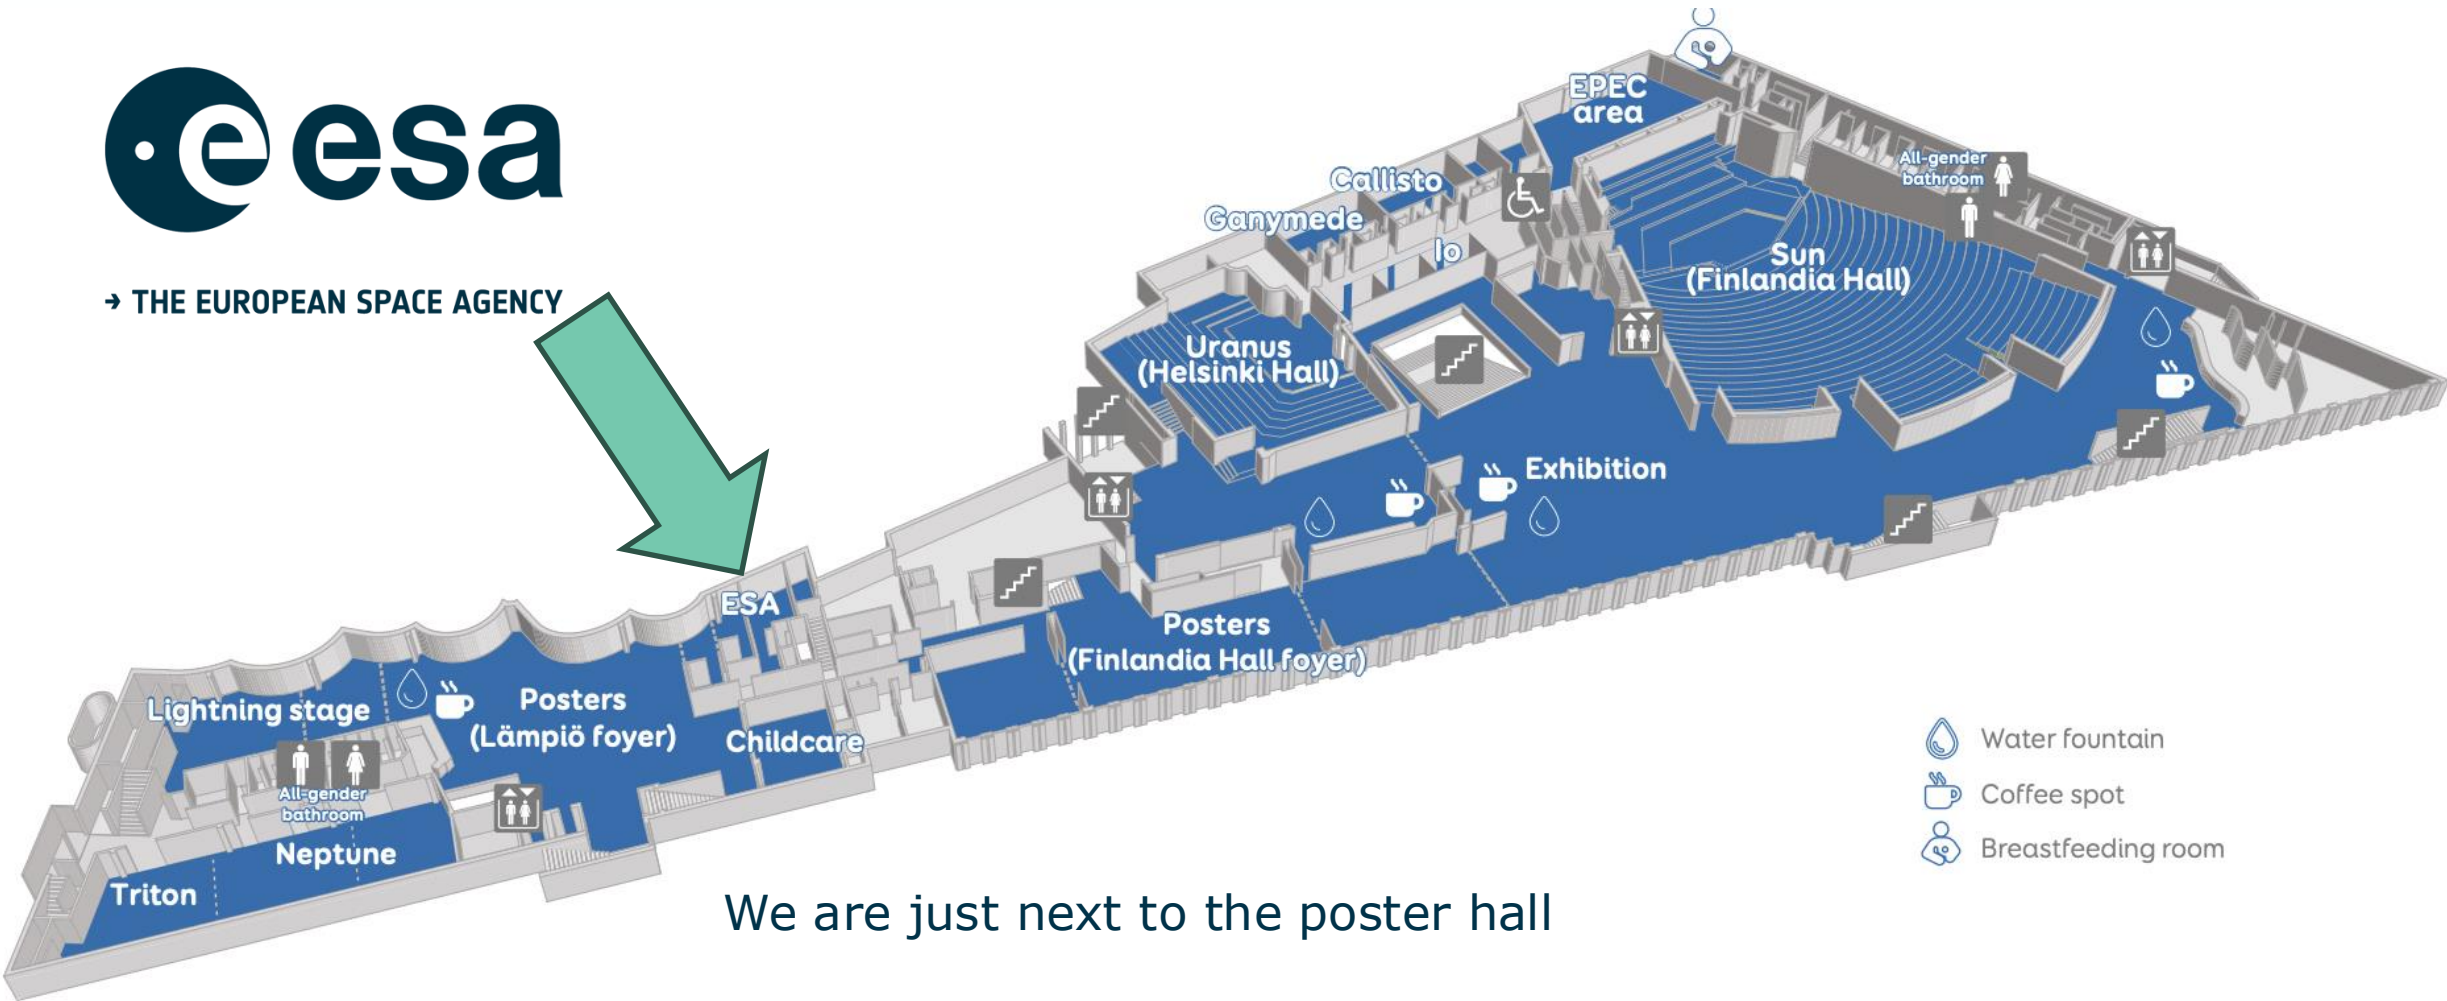 esa
→ THE EUROPEAN SPACE AGENCY
EPEC
area
Callisto
Ganymede
Io
All-gender
bathroom
Sun
(Finlandia Hall)
Uranus
(Helsinki Hall)
Exhibition
ESA
Posters
(Finlandia Hall foyer)
Lightning stage
Posters
(Lämpiö foyer)
Childcare
All-gender
bathroom
Neptune
Triton
Water fountain
Coffee spot
Breastfeeding room
We are just next to the poster hall